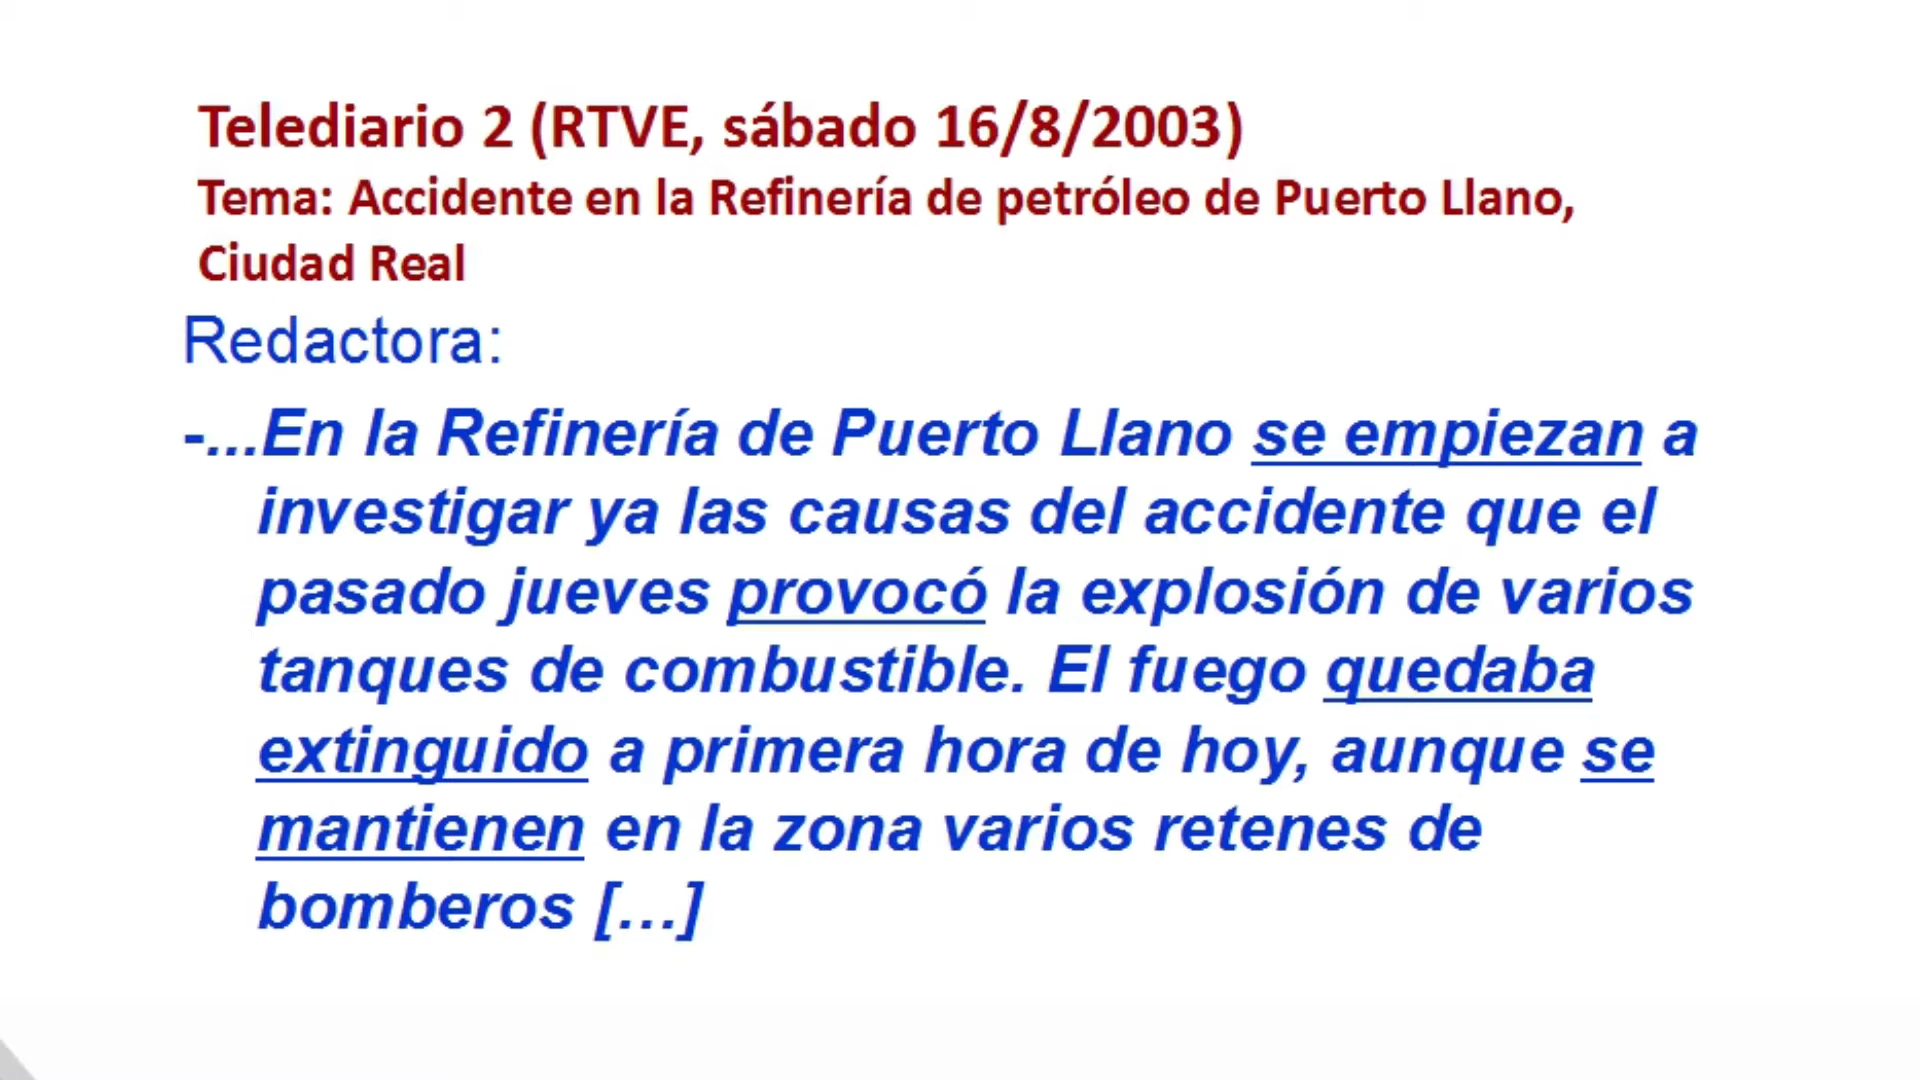 Telediario 2 (RTVE, sábado 16/8/2003)
Tema: Accidente en la Refinería de petróleo de Puerto Llano,
Ciudad Real
Redactora:
-...En la Refinería de Puerto Llano se empiezan a
investigar ya las causas del accidente que el
pasado jueves provocó la explosión de varios
tanques de combustible. El fuego quedaba
extinguido a primera hora de hoy, aunque se
mantienen en la zona varios retenes de
bomberos [...]